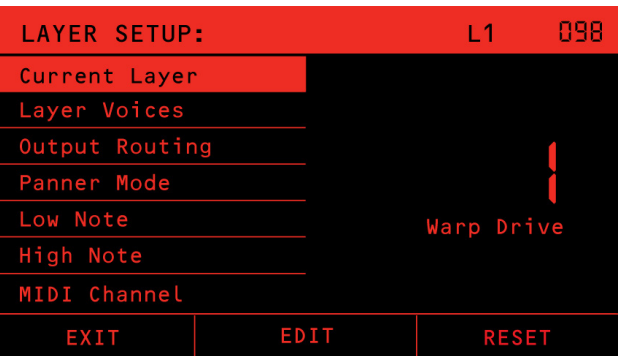 LAYER SETUP: L1 098
Current Layer
Layer Voices
Output Routing
Panner Mode
1
Low Note
Warp Drive
High Note
MIDI Channel
EXIT EDIT RESET